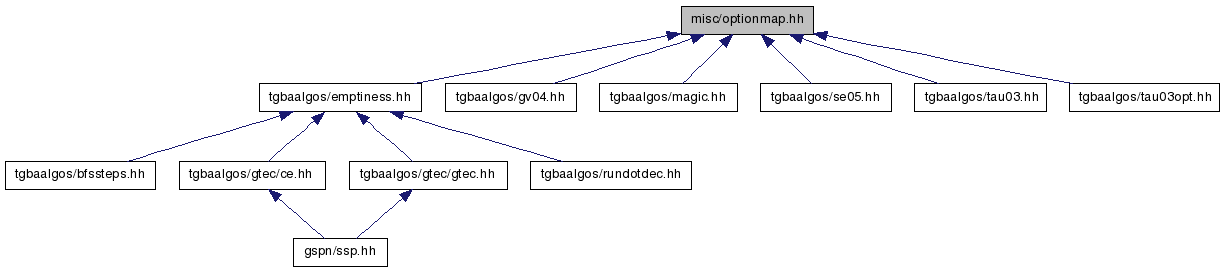 misc/optionmap.hh
tgbaalgos/emptiness.hh
tgbaalgos/gv04.hh
tgbaalgos/magic.hh
tgbaalgos/se05.hh
tgbaalgos/tau03.hh
tgbaalgos/tau03opt.hh
tgbaalgos/bfssteps.hh
tgbaalgos/gtec/ce.hh
tgbaalgos/gtec/gtec.hh
tgbaalgos/rundotdec.hh
gspn/ssp.hh